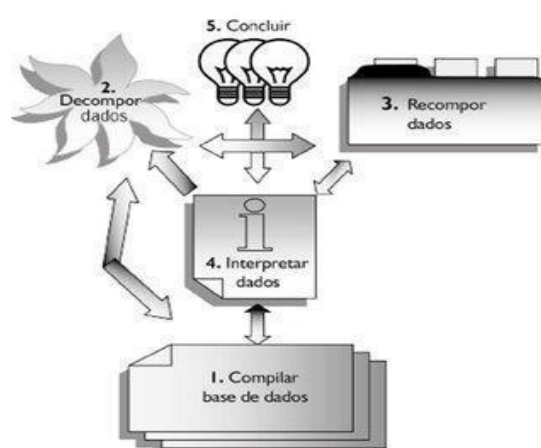 5. Concluir
2.
Decompor
dados
3. Recompor
dados
i
4. Interpretar
dados
1. Compilar
base de dados